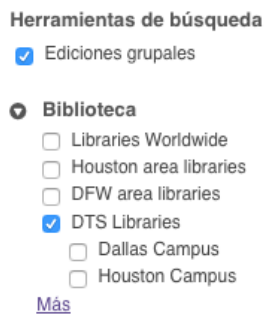 Herramientas de búsqueda
Ediciones grupales
Biblioteca
Libraries Worldwide
Houston area libraries
DFW area libraries
DTS Libraries
Dallas Campus
Houston Campus
Más